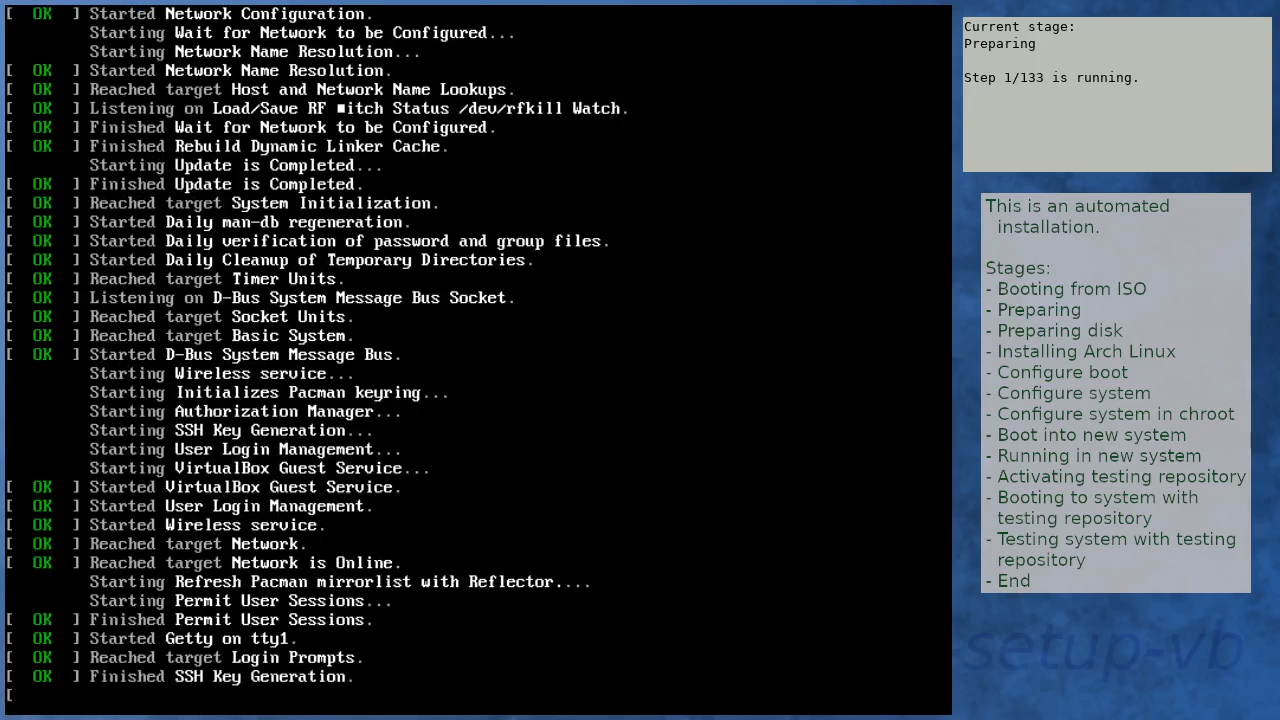 [  OK  ] Started Network Configuration.
Starting Wait for Network to be Configured...
Starting Network Name Resolution...
[  OK  ] Started Network Name Resolution.
[  OK  ] Reached target Host and Network Name Lookups.
[  OK  ] Listening on Load/Save RF ■itch Status /dev/rfkill Watch.
[  OK  ] Finished Wait for Network to be Configured.
[  OK  ] Finished Rebuild Dynamic Linker Cache.
Starting Update is Completed...
[  OK  ] Finished Update is Completed.
[  OK  ] Reached target System Initialization.
[  OK  ] Started Daily man-db regeneration.
[  OK  ] Started Daily verification of password and group files.
[  OK  ] Started Daily Cleanup of Temporary Directories.
[  OK  ] Reached target Timer Units.
[  OK  ] Listening on D-Bus System Message Bus Socket.
[  OK  ] Reached target Socket Units.
[  OK  ] Reached target Basic System.
[  OK  ] Started D-Bus System Message Bus.
Starting Wireless service...
Starting Initializes Pacman keyring...
Starting Authorization Manager...
Starting SSH Key Generation...
Starting User Login Management...
Starting VirtualBox Guest Service...
[  OK  ] Started VirtualBox Guest Service.
[  OK  ] Started User Login Management.
[  OK  ] Started Wireless service.
[  OK  ] Reached target Network.
[  OK  ] Reached target Network is Online.
Starting Refresh Pacman mirrorlist with Reflector....
Starting Permit User Sessions...
[  OK  ] Finished Permit User Sessions.
[  OK  ] Started Getty on tty1.
[  OK  ] Reached target Login Prompts.
[  OK  ] Finished SSH Key Generation.
[
Current stage:
Preparing
Step 1/133 is running.
This is an automated
installation.
Stages:
- Booting from ISO
- Preparing
- Preparing disk
- Installing Arch Linux
- Configure boot
- Configure system
- Configure system in chroot
- Boot into new system
- Running in new system
- Activating testing repository
- Booting to system with
testing repository
- Testing system with testing
repository
- End
-setup-vb